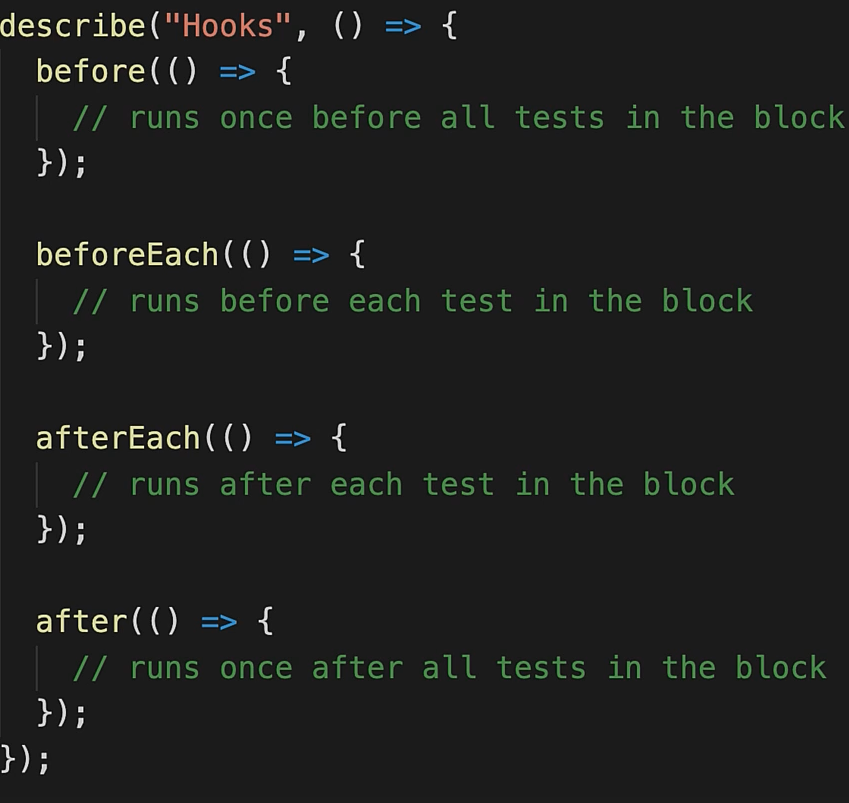 describe("Hooks", () => {
  before(() => {
    // runs once before all tests in the block
  });

  beforeEach(() => {
    // runs before each test in the block
  });

  afterEach(() => {
    // runs after each test in the block
  });

  after(() => {
    // runs once after all tests in the block
  });
});